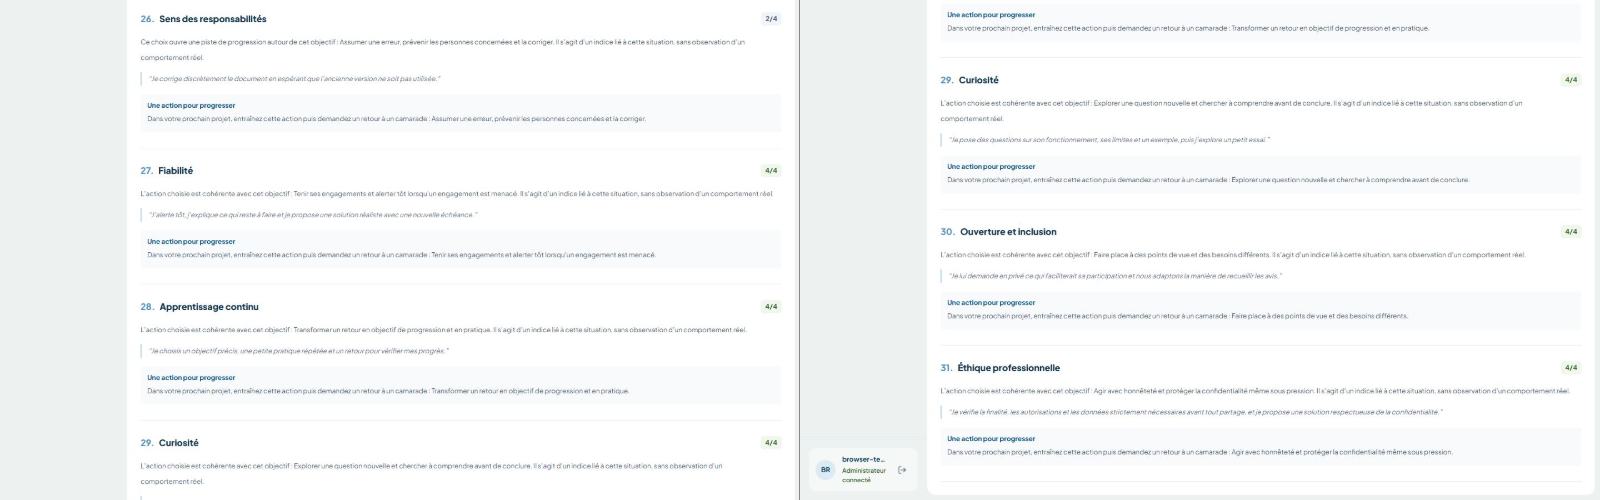 26. Sens des responsabilités
2/4
Ce choix ouvre une piste de progression autour de cet objectif : Assumer une erreur, prévenir les personnes concernées et la corriger. Il s'agit d'un indice lié à cette situation, sans observation d'un
comportement réel.
"Je corrige discrètement le document en espérant que l'ancienne version ne soit pas utilisée."
Une action pour progresser
Dans votre prochain projet, entraînez cette action puis demandez un retour à un camarade : Assumer une erreur, prévenir les personnes concernées et la corriger.
27. Fiabilité
4/4
L'action choisie est cohérente avec cet objectif : Tenir ses engagements et alerter tôt lorsqu'un engagement est menacé. Il s'agit d'un indice lié à cette situation, sans observation d'un comportement réel.
"J'alerte tôt, j'explique ce qui reste à faire et je propose une solution réaliste avec une nouvelle échéance."
Une action pour progresser
Dans votre prochain projet, entraînez cette action puis demandez un retour à un camarade : Tenir ses engagements et alerter tôt lorsqu'un engagement est menacé.
28. Apprentissage continu
4/4
L'action choisie est cohérente avec cet objectif : Transformer un retour en objectif de progression et en pratique. Il s'agit d'un indice lié à cette situation, sans observation d'un comportement réel.
"Je choisis un objectif précis, une petite pratique répétée et un retour pour vérifier mes progrès."
Une action pour progresser
Dans votre prochain projet, entraînez cette action puis demandez un retour à un camarade : Transformer un retour en objectif de progression et en pratique.
29. Curiosité
4/4
L'action choisie est cohérente avec cet objectif : Explorer une question nouvelle et chercher à comprendre avant de conclure. Il s'agit d'un indice lié à cette situation, sans observation d'un
comportement réel.
Une action pour progresser
Dans votre prochain projet, entraînez cette action puis demandez un retour à un camarade : Transformer un retour en objectif de progression et en pratique.
29. Curiosité
4/4
L'action choisie est cohérente avec cet objectif : Explorer une question nouvelle et chercher à comprendre avant de conclure. Il s'agit d'un indice lié à cette situation, sans observation d'un
comportement réel.
"Je pose des questions sur son fonctionnement, ses limites et un exemple, puis j'explore un petit essai."
Une action pour progresser
Dans votre prochain projet, entraînez cette action puis demandez un retour à un camarade : Explorer une question nouvelle et chercher à comprendre avant de conclure.
30. Ouverture et inclusion
4/4
L'action choisie est cohérente avec cet objectif : Faire place à des points de vue et des besoins différents. Il s'agit d'un indice lié à cette situation, sans observation d'un comportement réel.
"Je lui demande en privé ce qui faciliterait sa participation et nous adaptons la manière de recueillir les avis."
Une action pour progresser
Dans votre prochain projet, entraînez cette action puis demandez un retour à un camarade : Faire place à des points de vue et des besoins différents.
31. Éthique professionnelle
4/4
L'action choisie est cohérente avec cet objectif : Agir avec honnêteté et protéger la confidentialité même sous pression. Il s'agit d'un indice lié à cette situation, sans observation d'un comportement réel.
"Je vérifie la finalité, les autorisations et les données strictement nécessaires avant tout partage, et je propose une solution respectueuse de la confidentialité."
Une action pour progresser
Dans votre prochain projet, entraînez cette action puis demandez un retour à un camarade : Agir avec honnêteté et protéger la confidentialité même sous pression.
BR
browser-te...
Administrateur
connecté